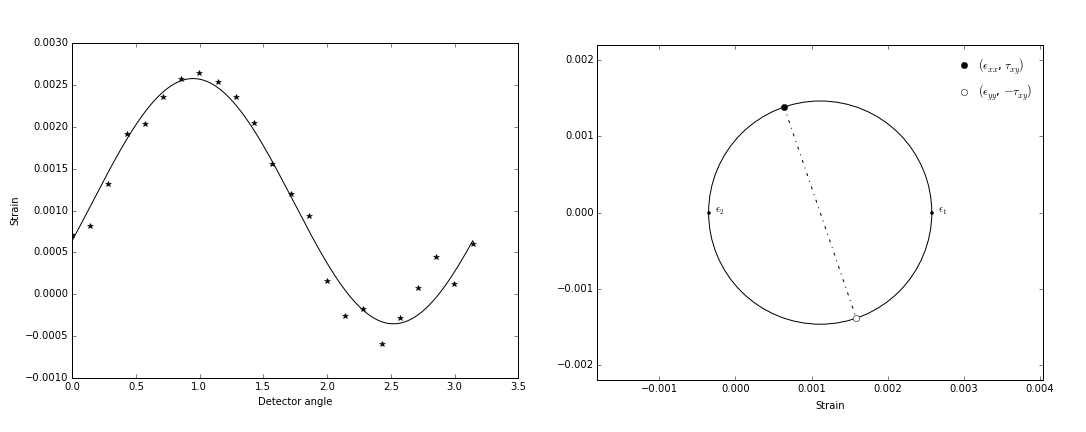 0.0030
0.0025
0.0020
0.0015
0.0010
0.0005
0.0000
−0.0005
−0.0010
Strain
0.0 0.5 1.0 1.5 2.0 2.5 3.0 3.5
Detector angle
0.002
0.001
0.000
−0.001
−0.002
(ϵxx, τxy)
(ϵyy, −τxy)
ϵ2
ϵ1
−0.001 0.000 0.001 0.002 0.003 0.004
Strain